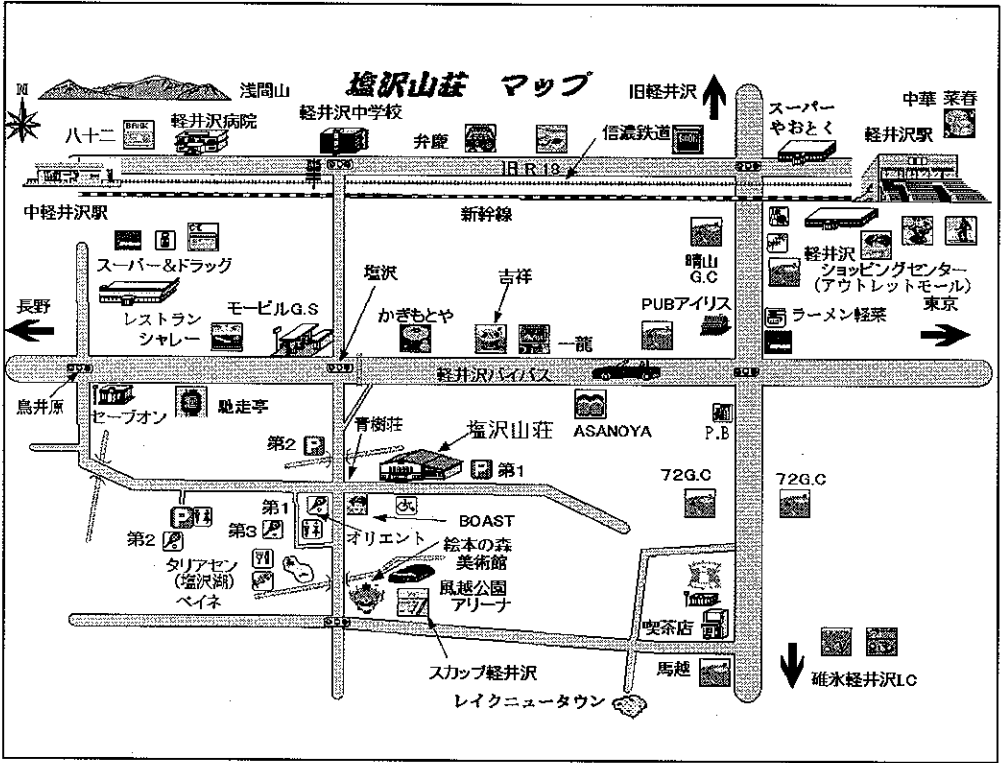 塩沢山荘 マップ
N
浅間山
旧軽井沢
スーパー
やおとく
中華 菜春
軽井沢駅
八十二
BANK
軽井沢病院
軽井沢中学校
弁慶
信濃鉄道
旧R18
中軽井沢駅
新幹線
スーパー&ドラッグ
晴山
G.C
軽井沢
ショッピングセンター
(アウトレットモール)
長野
レストラン
シャレー
モービルG.S
塩沢
かぎもとや
吉祥
一龍
PUBアイリス
ラーメン軽菜
東京
軽井沢バイパス
鳥井原
セーブオン
馳走亭
青樹荘
塩沢山荘
ASANOYA
P.B
第2
P
P
第1
72G.C
72G.C
第1
P
第2
第3
オリエント
BOAST
タリアセン
(塩沢湖)
ペイネ
絵本の森
美術館
風越公園
アリーナ
喫茶店
スカップ軽井沢
馬越
碓氷軽井沢I.C
レイクニュータウン